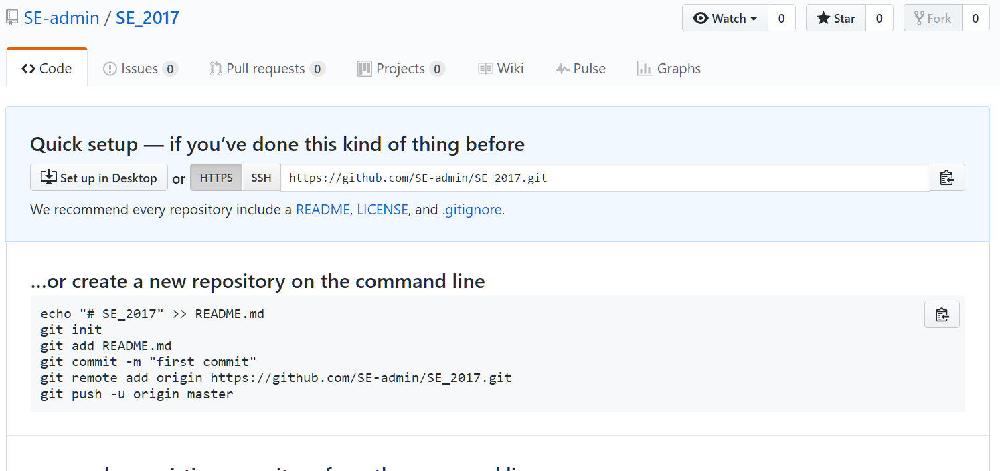 SE-admin / SE_2017
Watch 0 Star 0 Fork 0
Code Issues 0 Pull requests 0 Projects 0 Wiki Pulse Graphs
Quick setup — if you’ve done this kind of thing before
Set up in Desktop or HTTPS SSH https://github.com/SE-admin/SE_2017.git
We recommend every repository include a README, LICENSE, and .gitignore.
…or create a new repository on the command line
echo "# SE_2017" >> README.md
git init
git add README.md
git commit -m "first commit"
git remote add origin https://github.com/SE-admin/SE_2017.git
git push -u origin master